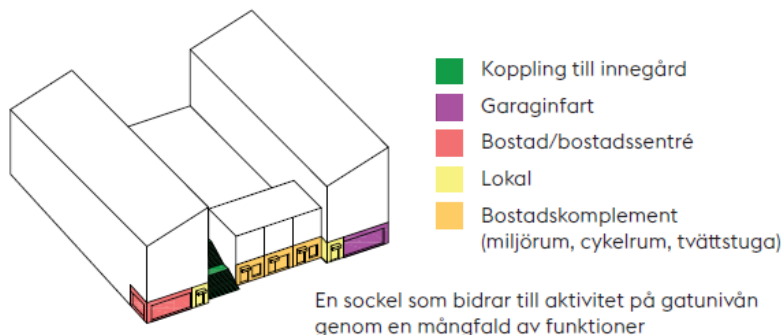 Koppling till innegård
Garaginfart
Bostad/bostadssentré
Lokal
Bostadskomplement
(miljörum, cykelrum, tvättstuga)
En sockel som bidrar till aktivitet på gatunivån
genom en mångfald av funktioner